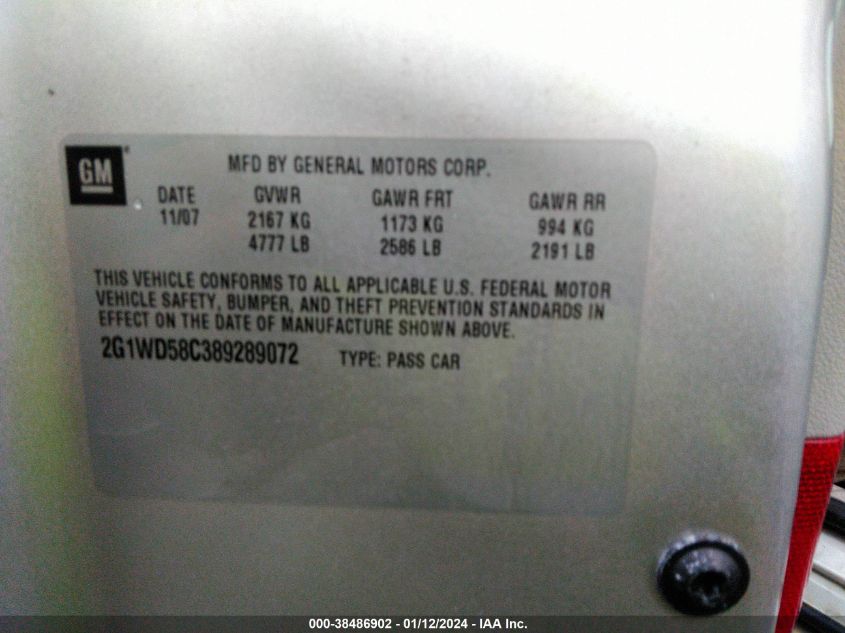 GM
MFD BY GENERAL MOTORS CORP.
DATE GVWR GAWR FRT GAWR RR
11/07 2167 KG 1173 KG 994 KG
4777 LB 2586 LB 2191 LB
THIS VEHICLE CONFORMS TO ALL APPLICABLE U.S. FEDERAL MOTOR
VEHICLE SAFETY, BUMPER, AND THEFT PREVENTION STANDARDS IN
EFFECT ON THE DATE OF MANUFACTURE SHOWN ABOVE.
2G1WD58C389289072 TYPE: PASS CAR
000-38486902 - 01/12/2024 - IAA Inc.